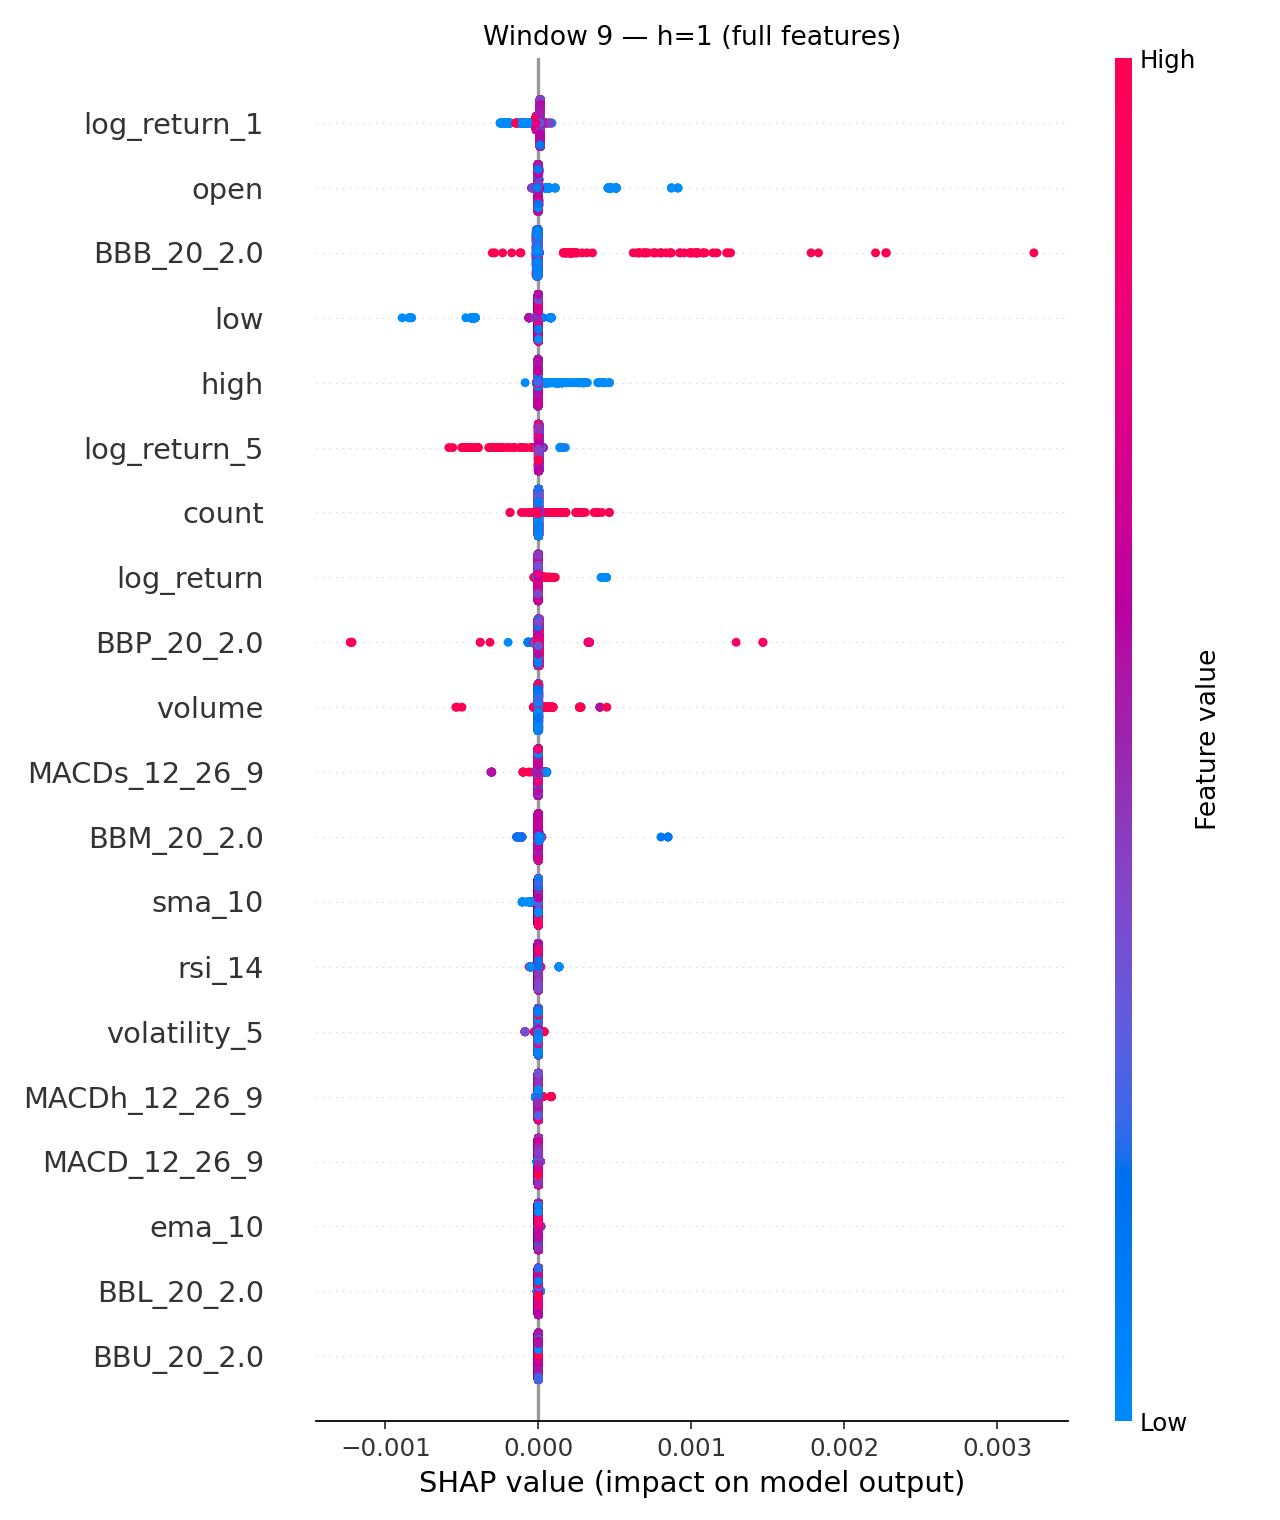 Window 9 — h=1 (full features)
High
log_return_1
open
BBB_20_2.0
low
high
log_return_5
count
log_return
BBP_20_2.0
volume
MACDs_12_26_9
BBM_20_2.0
sma_10
rsi_14
volatility_5
MACDh_12_26_9
MACD_12_26_9
ema_10
BBL_20_2.0
BBU_20_2.0
Feature value
Low
−0.001 0.000 0.001 0.002 0.003
SHAP value (impact on model output)